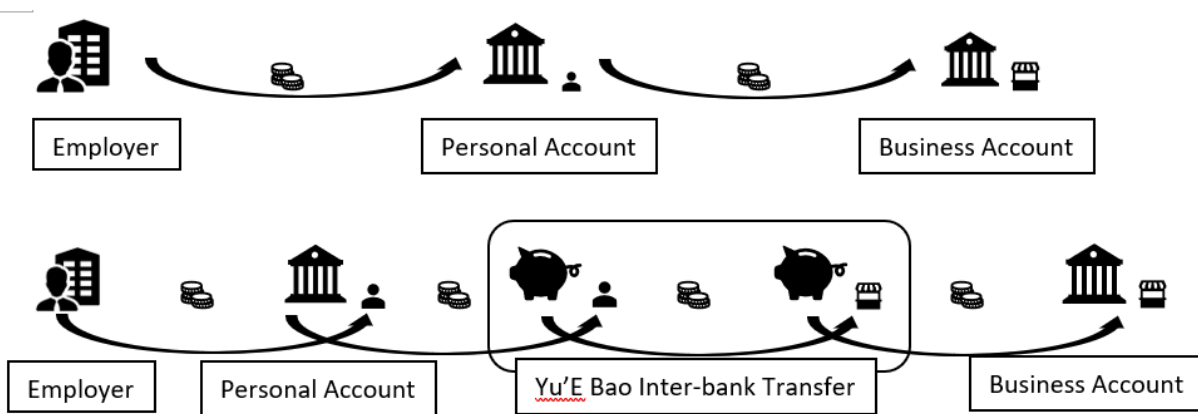 Employer
Personal Account
Business Account
Employer
Personal Account
Yu'E Bao Inter-bank Transfer
Business Account